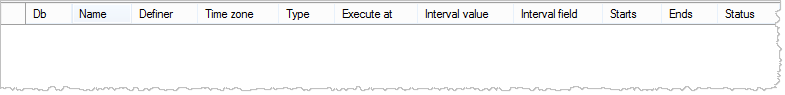 Db Name Definer Time zone Type Execute at Interval value Interval field Starts Ends Status